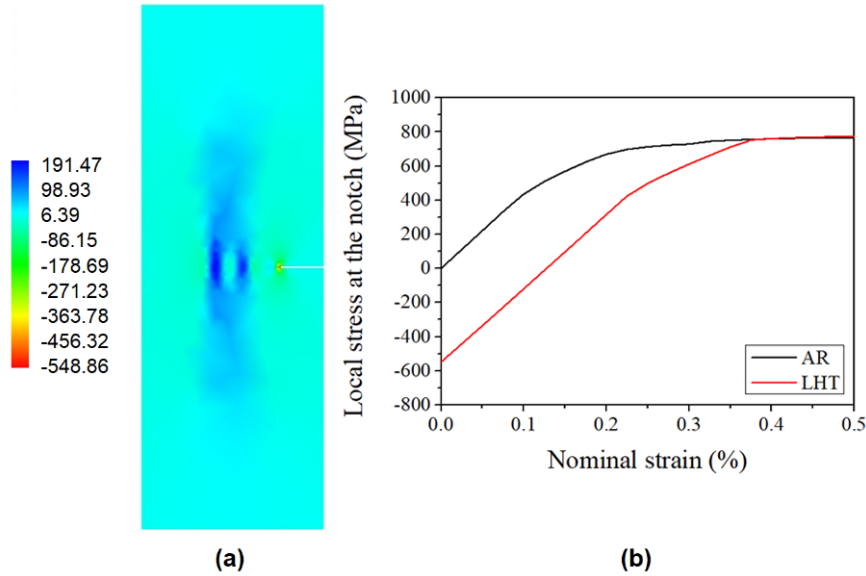 191.47
98.93
6.39
-86.15
-178.69
-271.23
-363.78
-456.32
-548.86
(a)
Local stress at the notch (MPa)
1000
800
600
400
200
0
-200
-400
-600
-800
0.0 0.1 0.2 0.3 0.4 0.5
AR
LHT
Nominal strain (%)
(b)